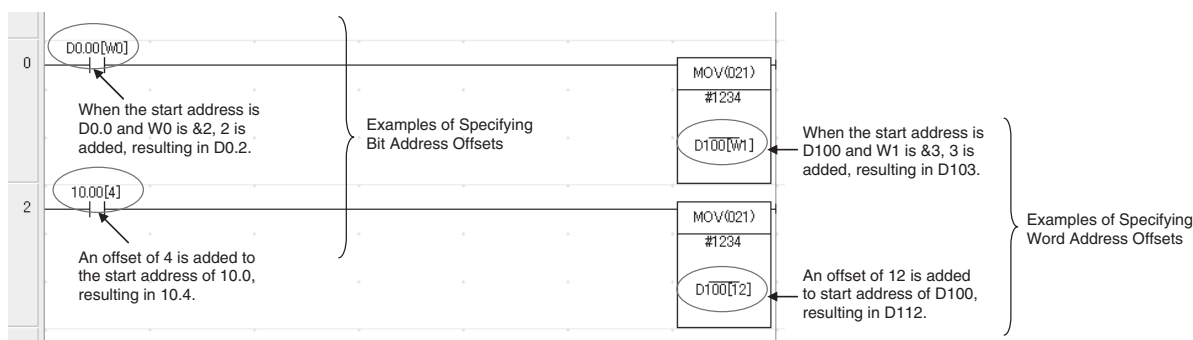 0
D0.00[W0]
When the start address is
D0.0 and W0 is &2, 2 is
added, resulting in D0.2.
Examples of Specifying
Bit Address Offsets
MOV(021)
#1234
D100[W1]
When the start address is
D100 and W1 is &3, 3 is
added, resulting in D103.
2
10.00[4]
An offset of 4 is added to
the start address of 10.0,
resulting in 10.4.
MOV(021)
#1234
D100[12]
An offset of 12 is added
to start address of D100,
resulting in D112.
Examples of Specifying
Word Address Offsets